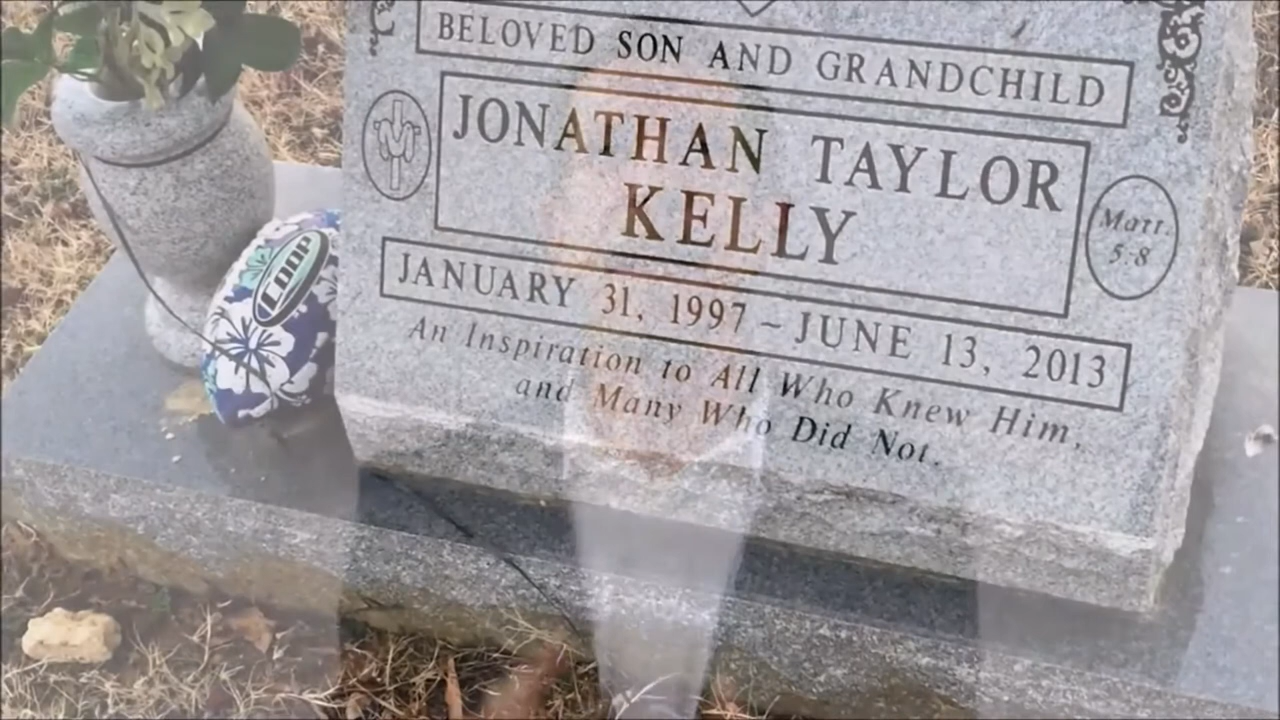 BELOVED SON AND GRANDCHILD
JONATHAN TAYLOR
KELLY
Matt.
5:8
JANUARY 31, 1997 ~ JUNE 13, 2013
An Inspiration to All Who Knew Him,
and Many Who Did Not.
COOP